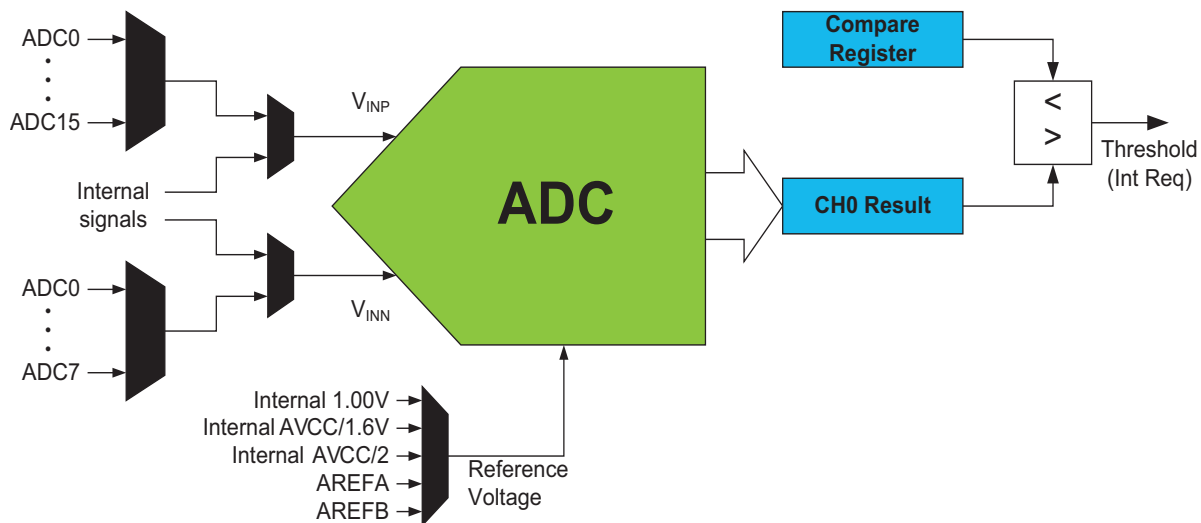 ADC0
ADC15
Internal
signals
ADC0
ADC7
VINP
VINN
ADC
Internal 1.00V
Internal AVCC/1.6V
Internal AVCC/2
AREFA
AREFB
Reference
Voltage
Compare
Register
CH0 Result
<
>
Threshold
(Int Req)